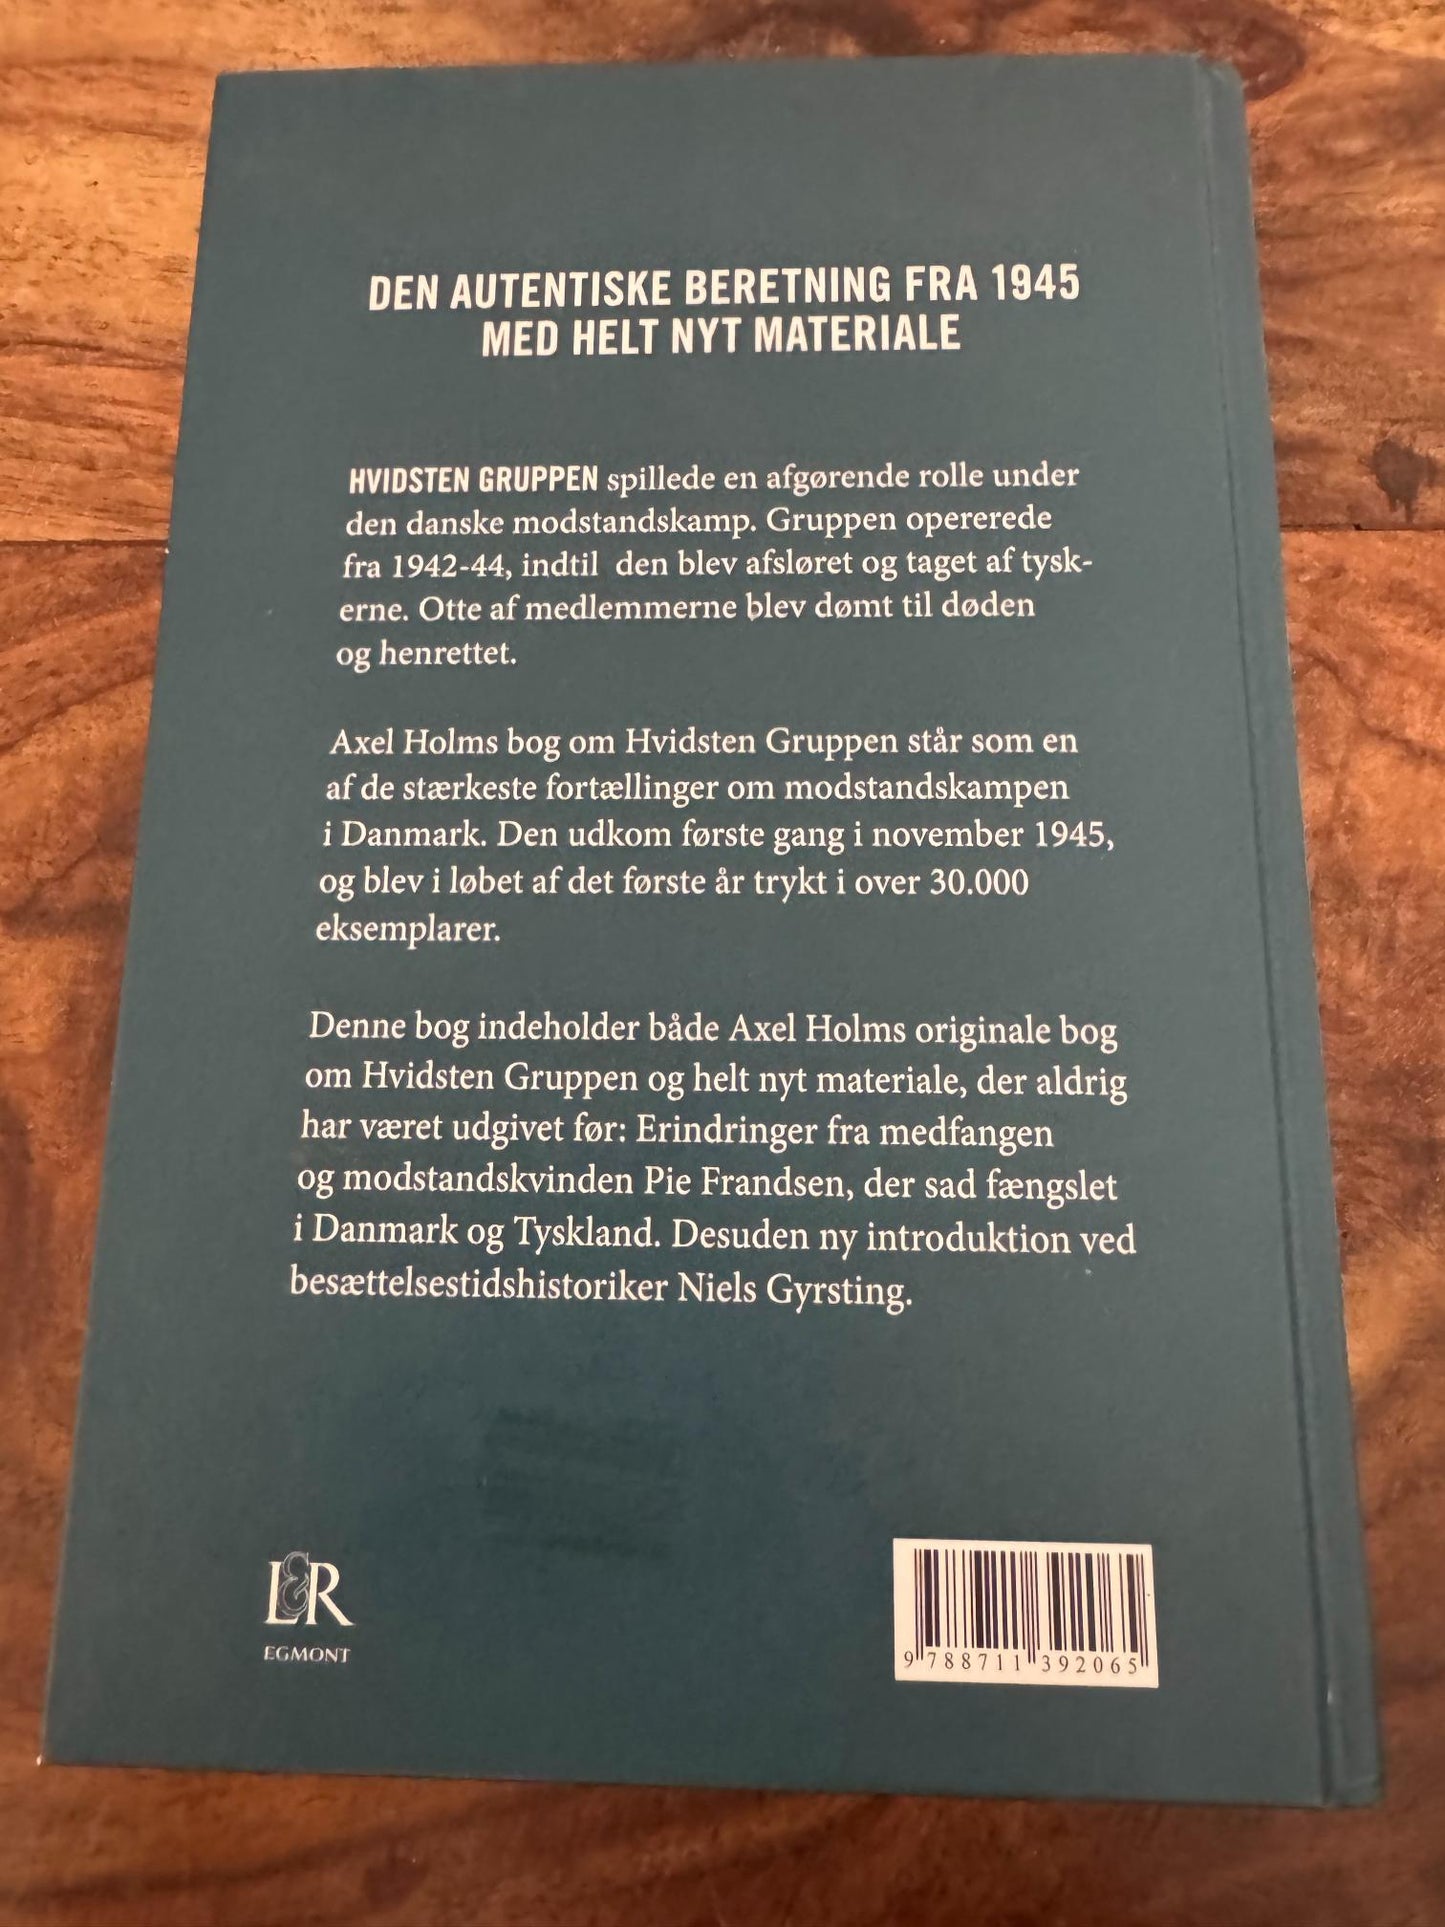 DEN AUTENTISKE BERETNING FRA 1945
MED HELT NYT MATERIALE
HVIDSTEN GRUPPEN spillede en afgørende rolle under
den danske modstandskamp. Gruppen opererede
fra 1942-44, indtil den blev afsløret og taget af tysk-
erne. Otte af medlemmerne blev dømt til døden
og henrettet.
Axel Holms bog om Hvidsten Gruppen står som en
af de stærkeste fortællinger om modstandskampen
i Danmark. Den udkom første gang i november 1945,
og blev i løbet af det første år trykt i over 30.000
eksemplarer.
Denne bog indeholder både Axel Holms originale bog
om Hvidsten Gruppen og helt nyt materiale, der aldrig
har været udgivet før: Erindringer fra medfangen
og modstandskvinden Pie Frandsen, der sad fængslet
i Danmark og Tyskland. Desuden ny introduktion ved
besættelsestidshistoriker Niels Gyrsting.
L&R
EGMONT
9 788711 392065